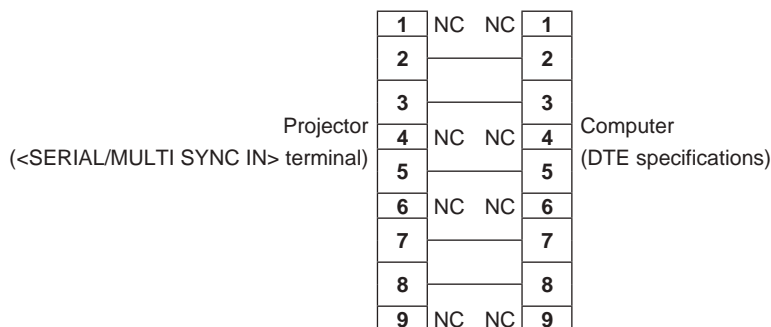 1 NC NC 1
2 2
3 3
Projector
(<SERIAL/MULTI SYNC IN> terminal)
4 NC NC 4
Computer
(DTE specifications)
5 5
6 NC NC 6
7 7
8 8
9 NC NC 9